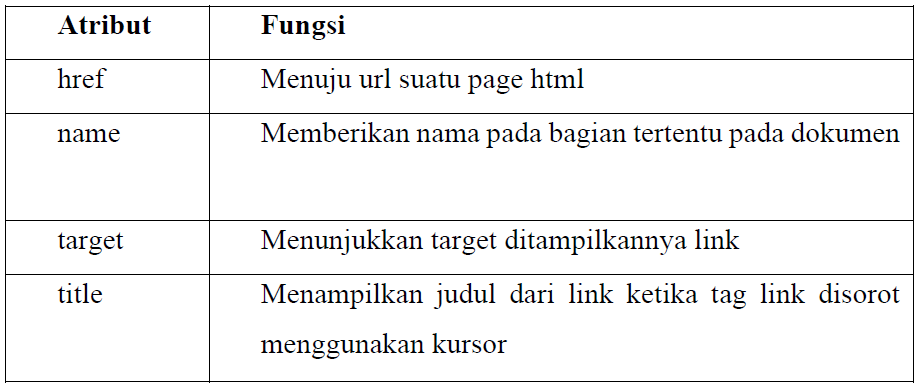 Atribut Fungsi
href Menuju url suatu page html
name Memberikan nama pada bagian tertentu pada dokumen
target Menunjukkan target ditampilkannya link
title Menampilkan judul dari link ketika tag link disorot
menggunakan kursor